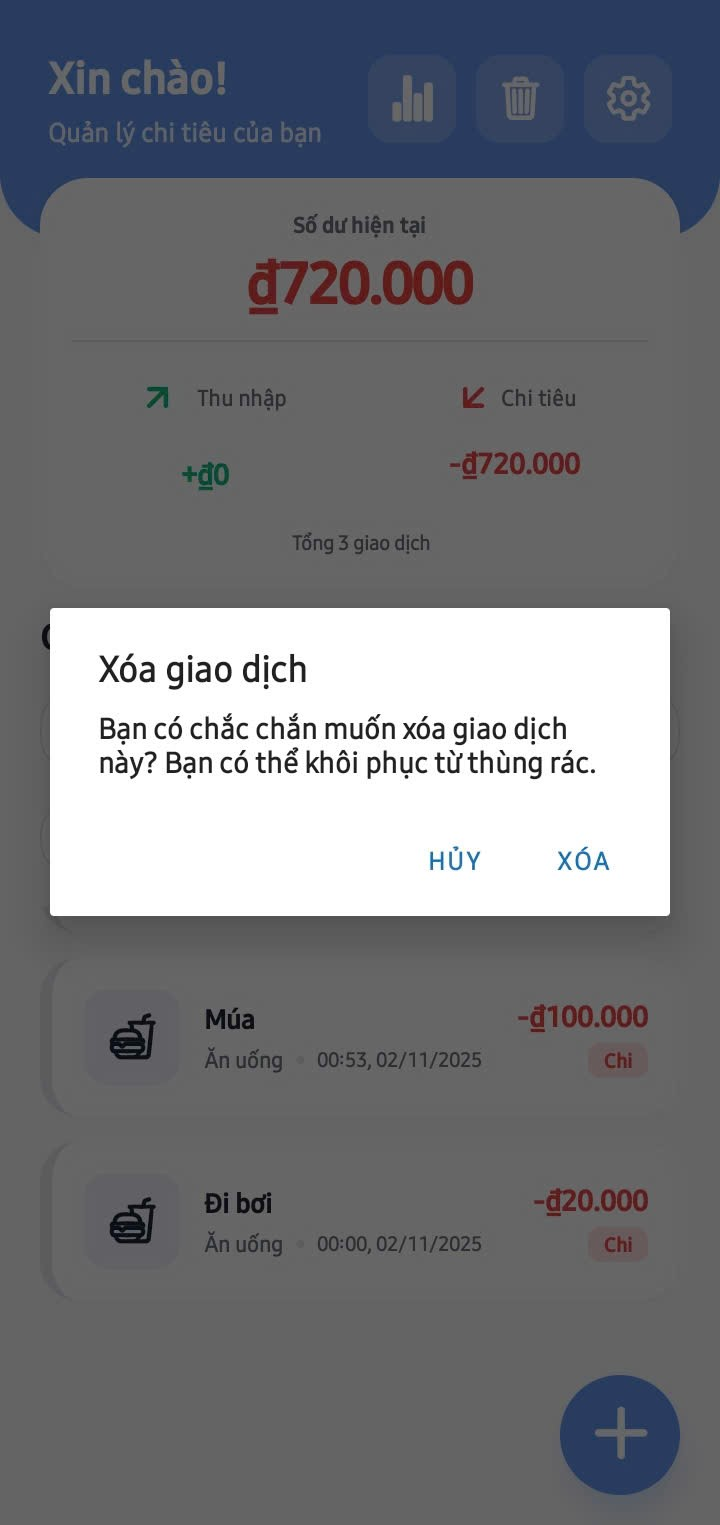 Xin chào!
Quản lý chi tiêu của bạn
Số dư hiện tại
₫720.000
Thu nhập
Chi tiêu
+₫0
-₫720.000
Tổng 3 giao dịch
Xóa giao dịch
Bạn có chắc chắn muốn xóa giao dịch
này? Bạn có thể khôi phục từ thùng rác.
HỦY
XÓA
Múa
-₫100.000
Ăn uống • 00:53, 02/11/2025
Chi
Đi bơi
-₫20.000
Ăn uống • 00:00, 02/11/2025
Chi